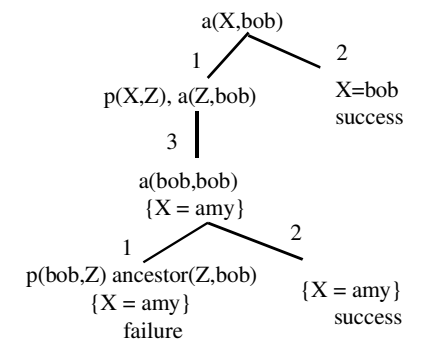 a(X,bob)
1
2
p(X,Z), a(Z,bob)
X=bob
success
3
a(bob,bob)
{X = amy}
1
2
p(bob,Z) ancestor(Z,bob)
{X = amy}
failure
{X = amy}
success